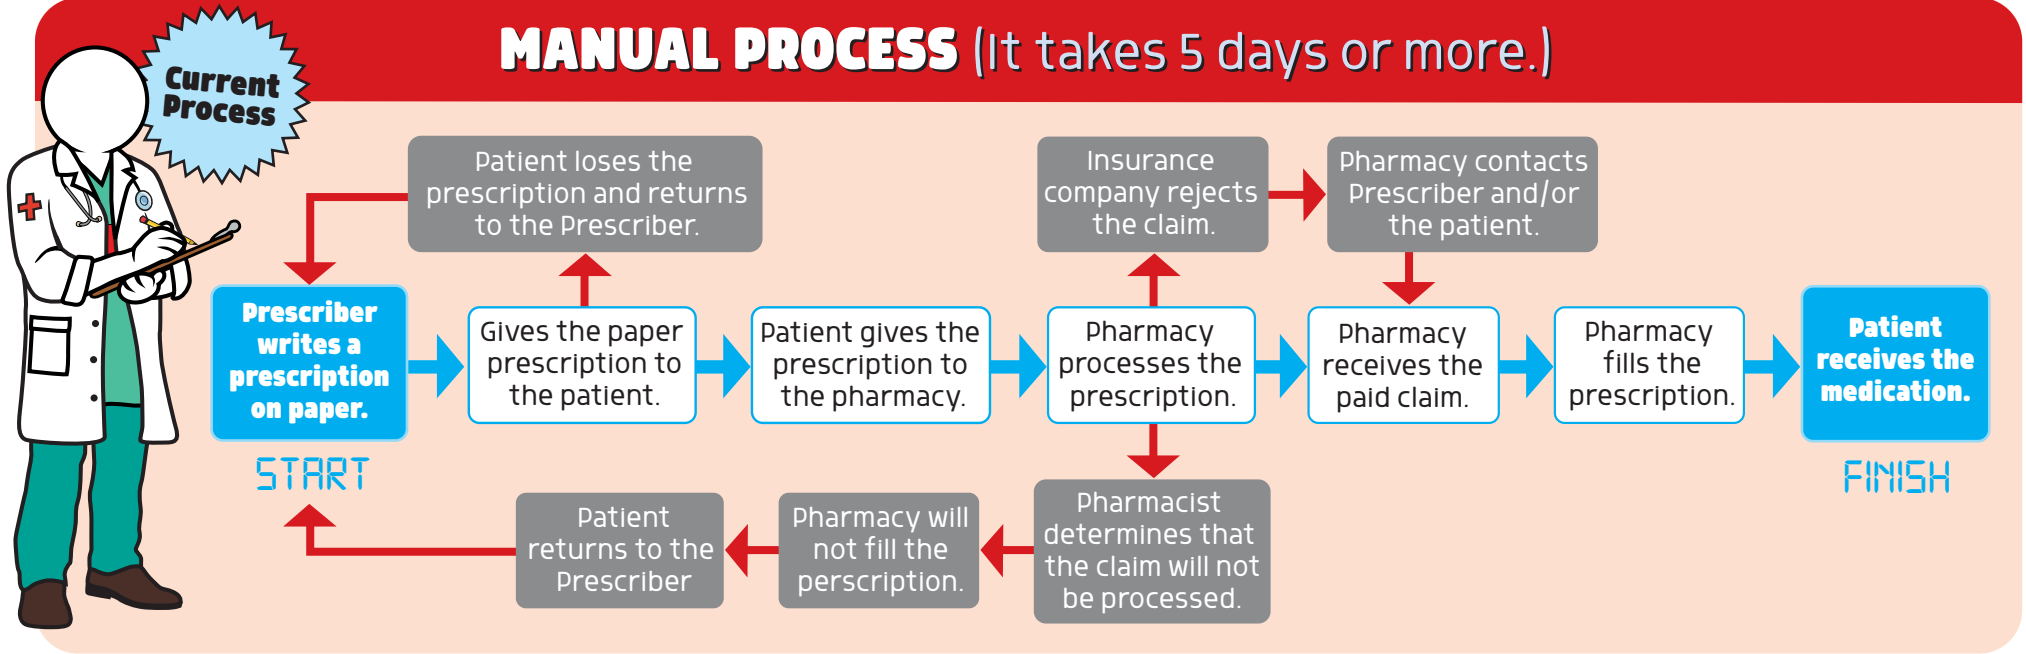 MANUAL PROCESS (It takes 5 days or more.)
Current
Process
Patient loses the
prescription and returns
to the Prescriber.
Insurance
company rejects
the claim.
Pharmacy contacts
Prescriber and/or
the patient.
Prescriber
writes a
prescription
on paper.
START
Gives the paper
prescription to
the patient.
Patient gives the
prescription to
the pharmacy.
Pharmacy
processes the
prescription.
Pharmacy
receives the
paid claim.
Pharmacy
fills the
prescription.
Patient
receives the
medication.
FINISH
Patient
returns to the
Prescriber
Pharmacy will
not fill the
perscription.
Pharmacist
determines that
the claim will not
be processed.